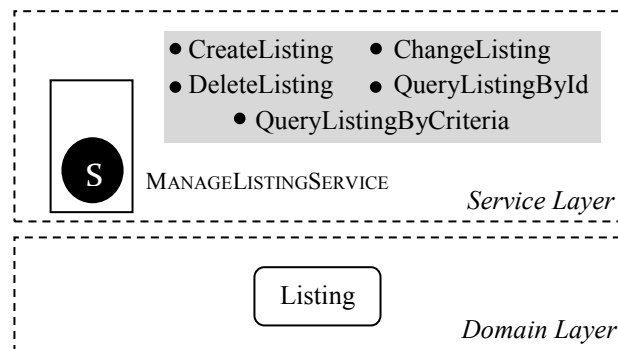 ● CreateListing ● ChangeListing
● DeleteListing ● QueryListingById
● QueryListingByCriteria
S
MANAGELISTINGSERVICE
Service Layer
Listing
Domain Layer